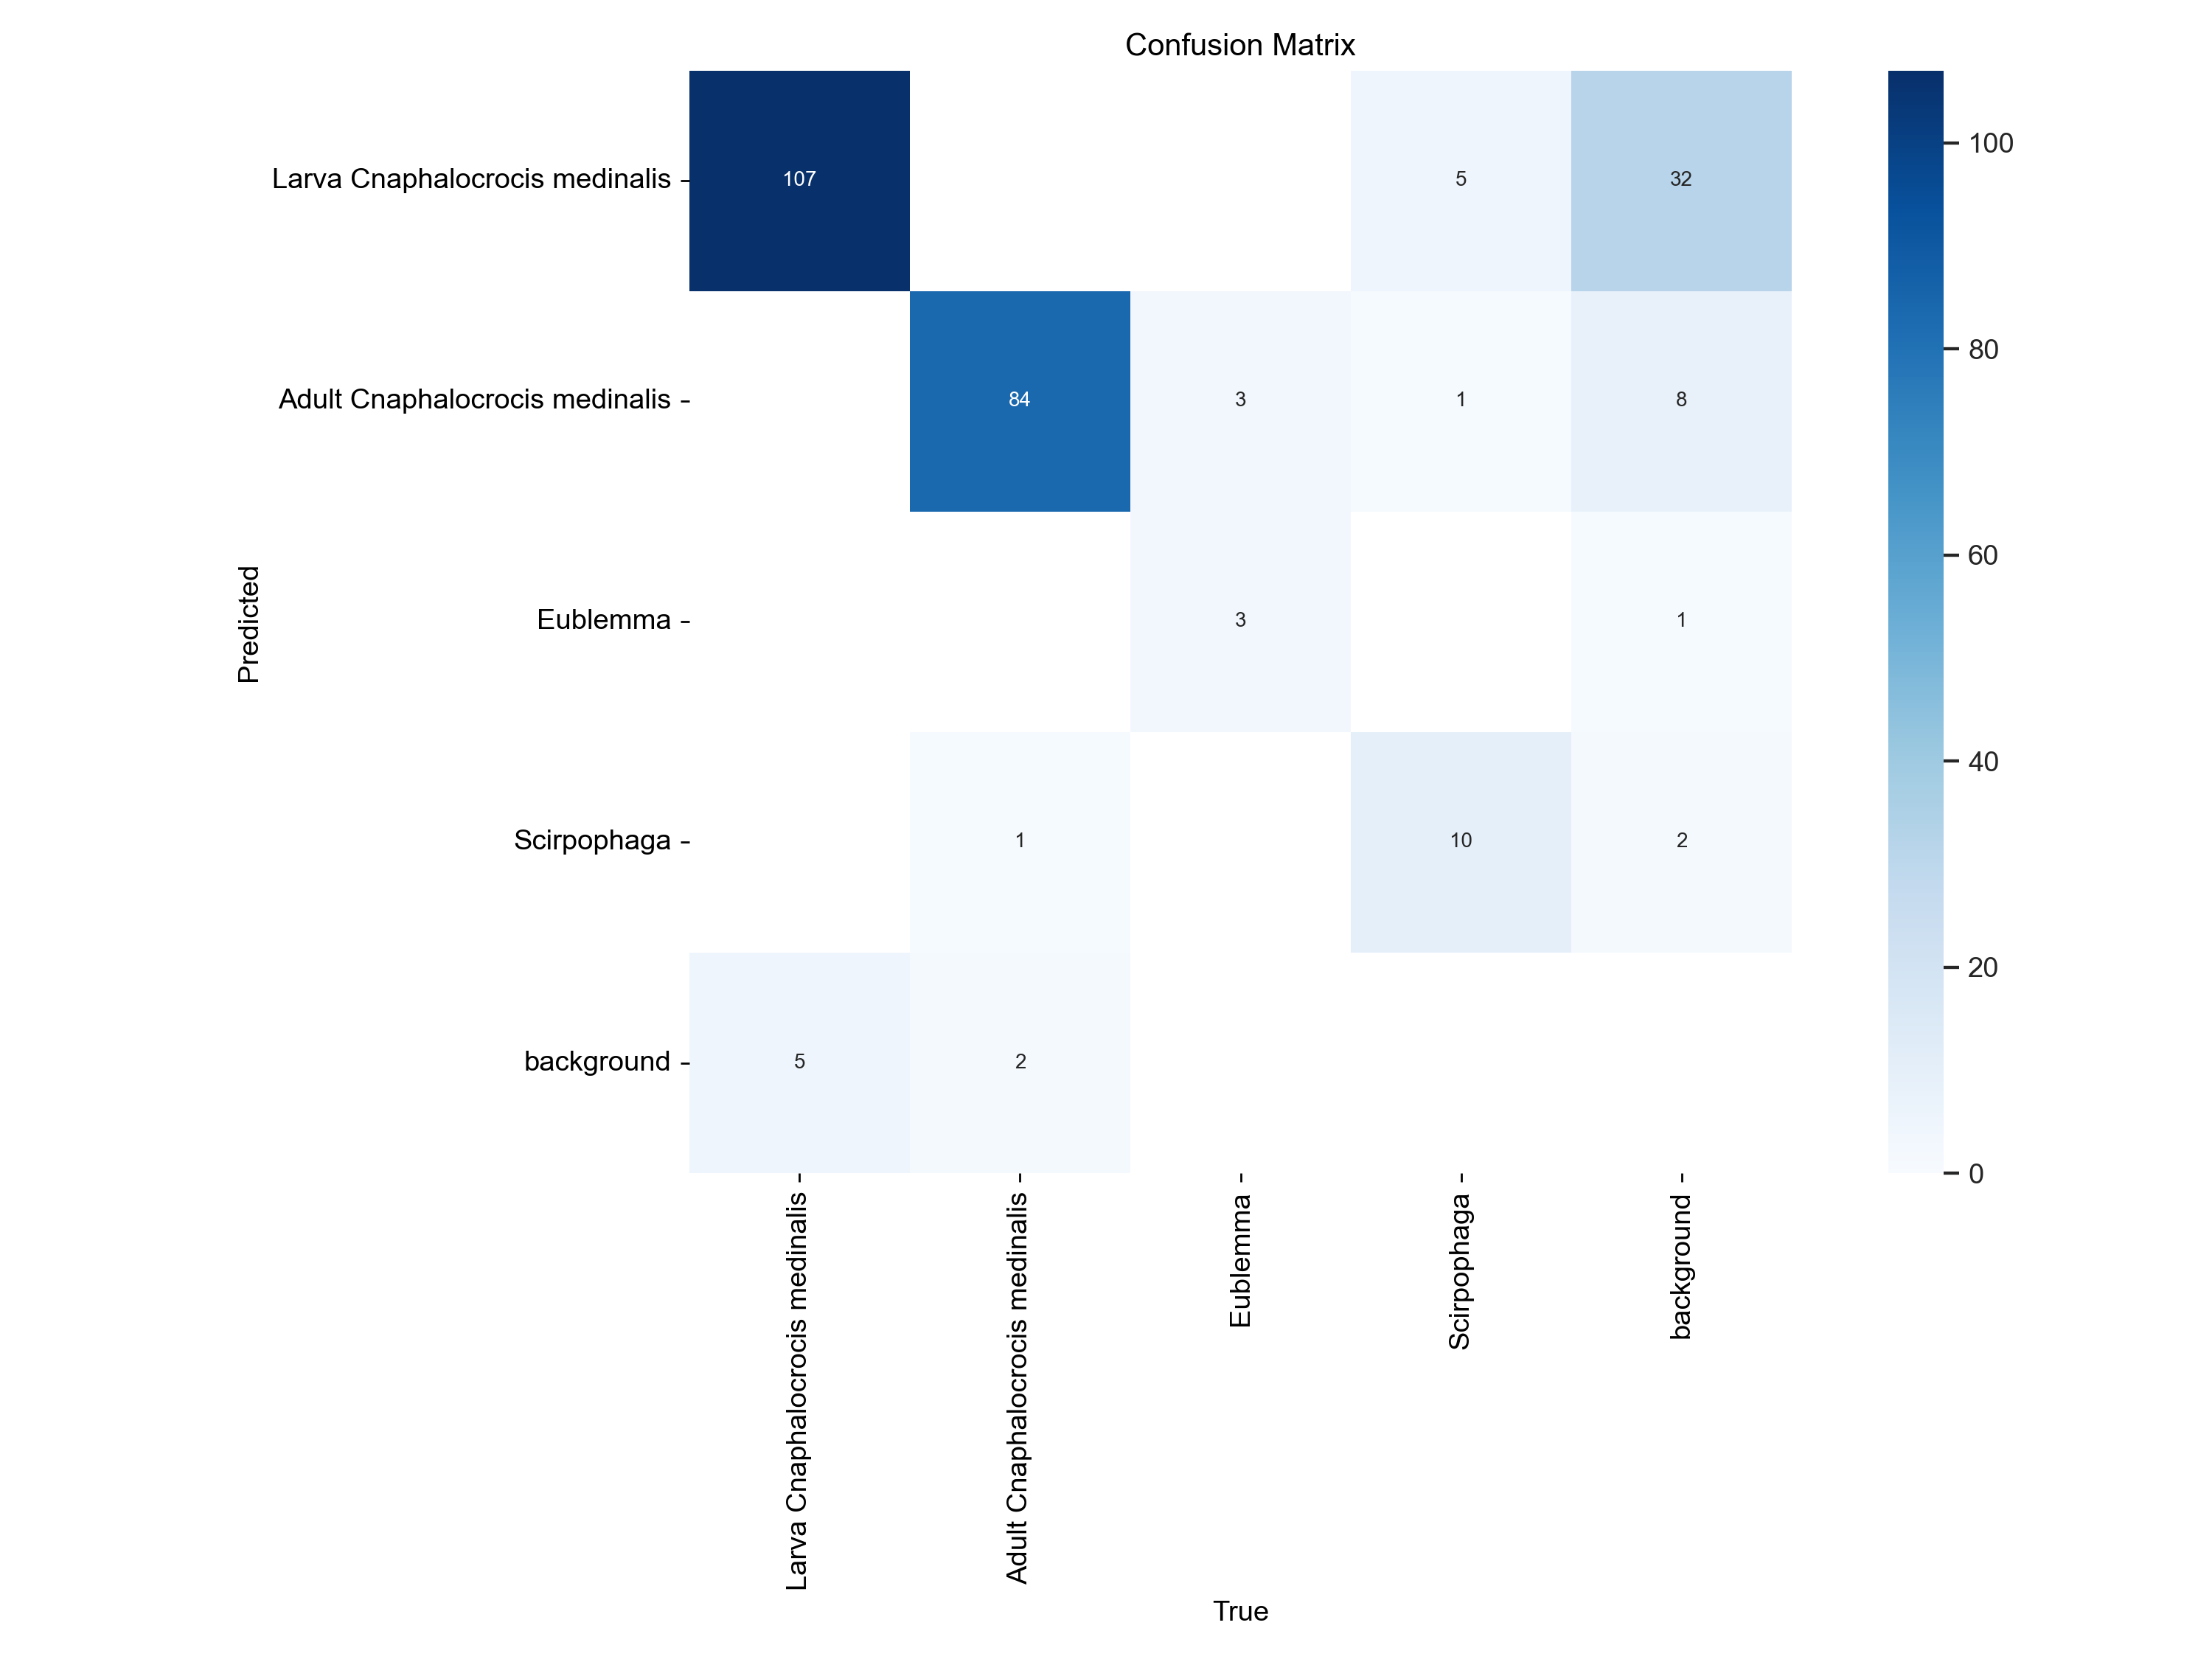 Confusion Matrix
Larva Cnaphalocrocis medinalis
107
5
32
100
Adult Cnaphalocrocis medinalis
84
3
1
8
80
60
Predicted
Eublemma
3
1
40
Scirpophaga
1
10
2
20
background
5
2
0
Larva Cnaphalocrocis medinalis
Adult Cnaphalocrocis medinalis
Eublemma
Scirpophaga
background
True